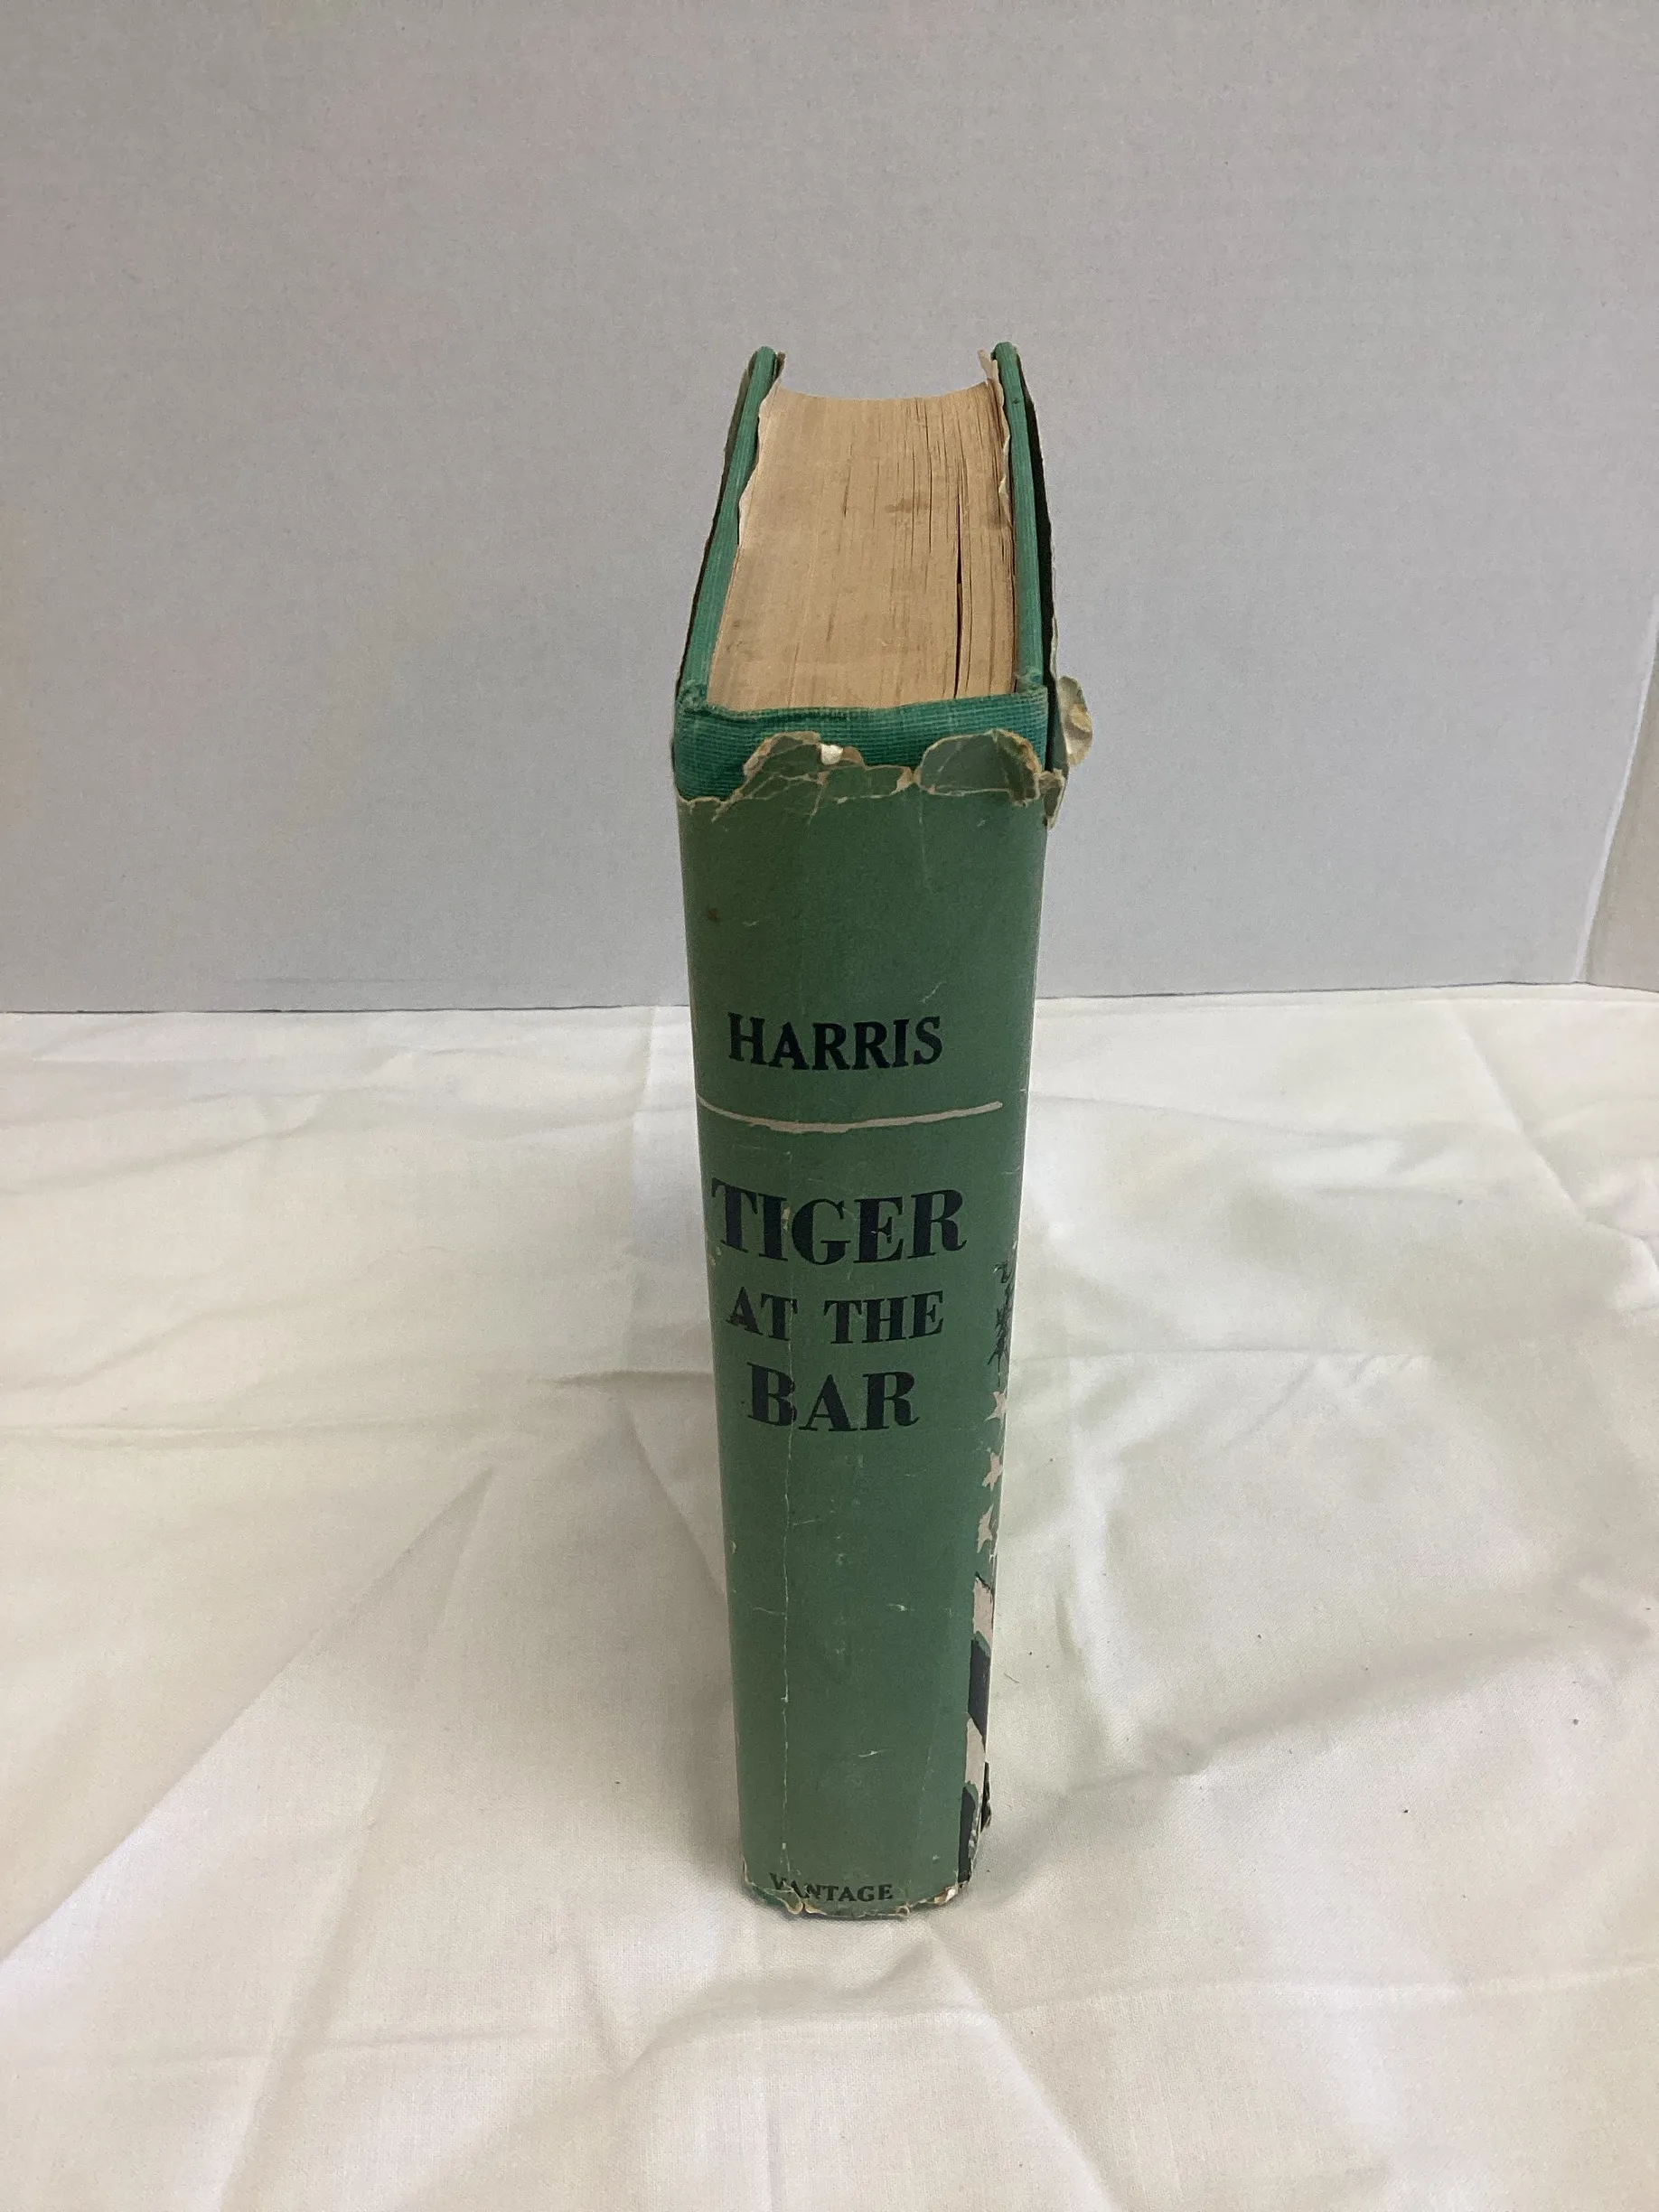 HARRIS
TIGER
AT THE
BAR
VANTAGE